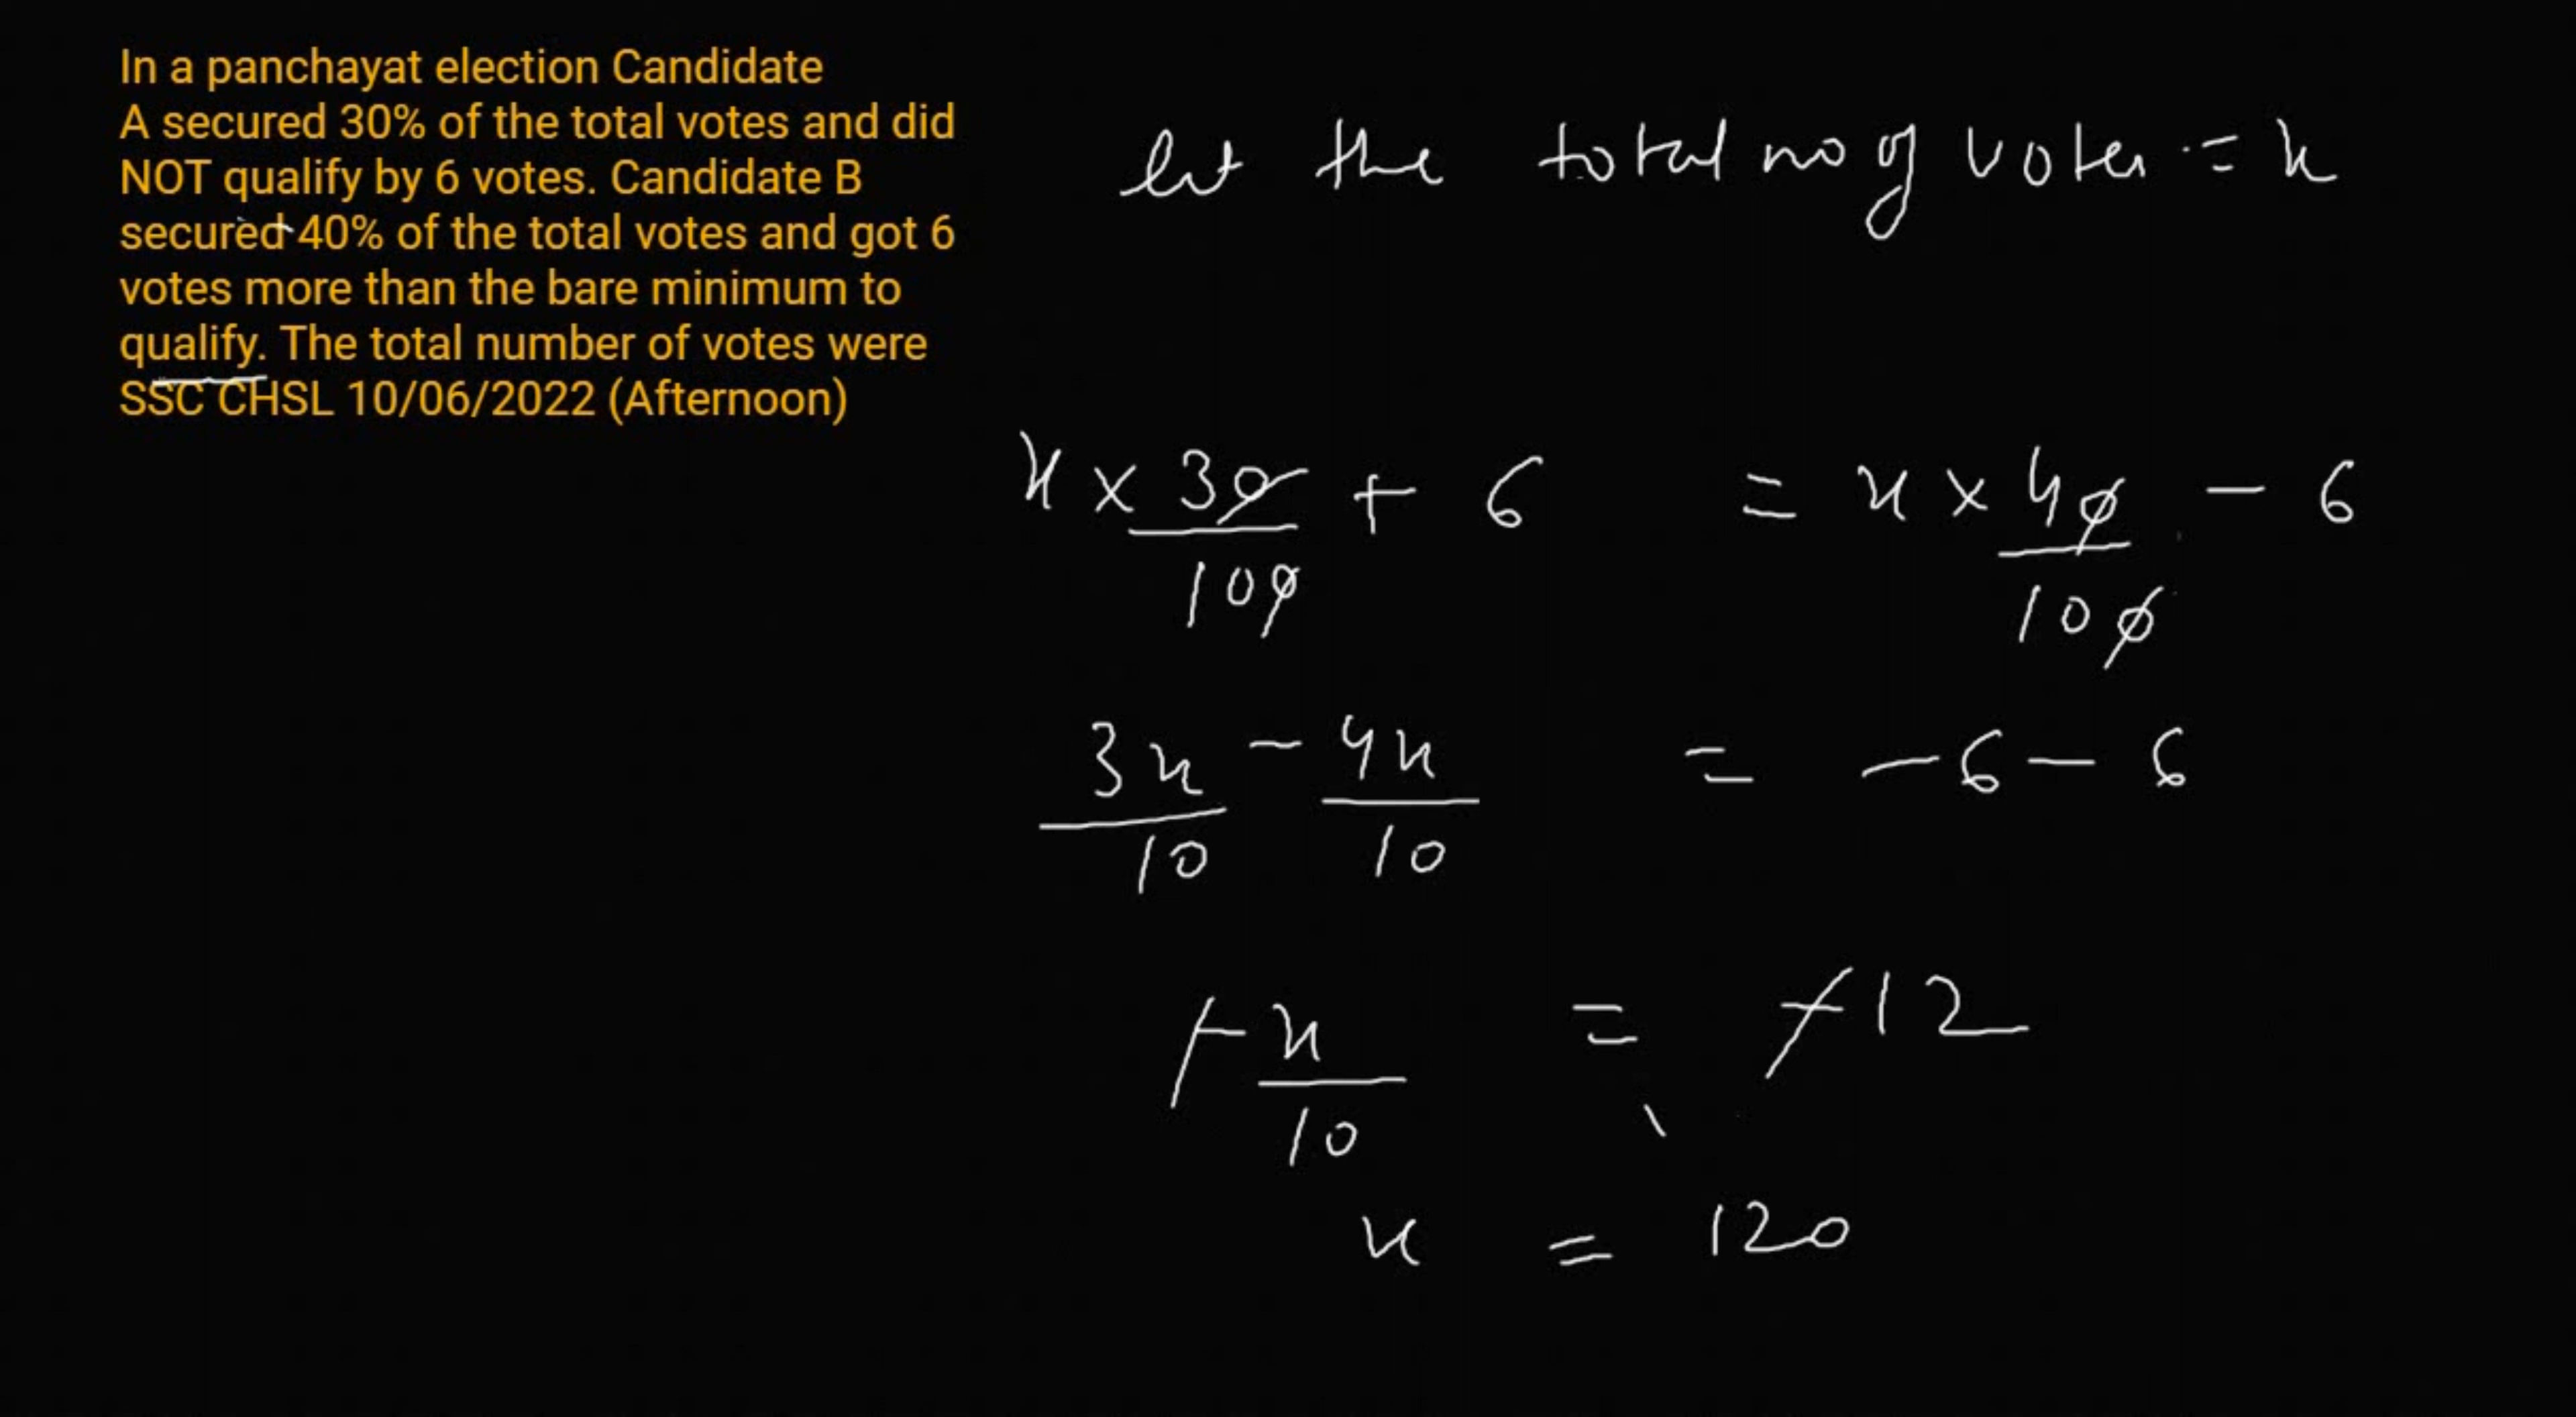 In a panchayat election Candidate
A secured 30% of the total votes and did
NOT qualify by 6 votes. Candidate B
secured 40% of the total votes and got 6
votes more than the bare minimum to
qualify. The total number of votes were
SSC CHSL 10/06/2022 (Afternoon)
let the total no of votes = x
x × 30/100 + 6 = x × 40/100 - 6
3x/10 - 4x/10 = -6 - 6
-x/10 = -12
x = 120